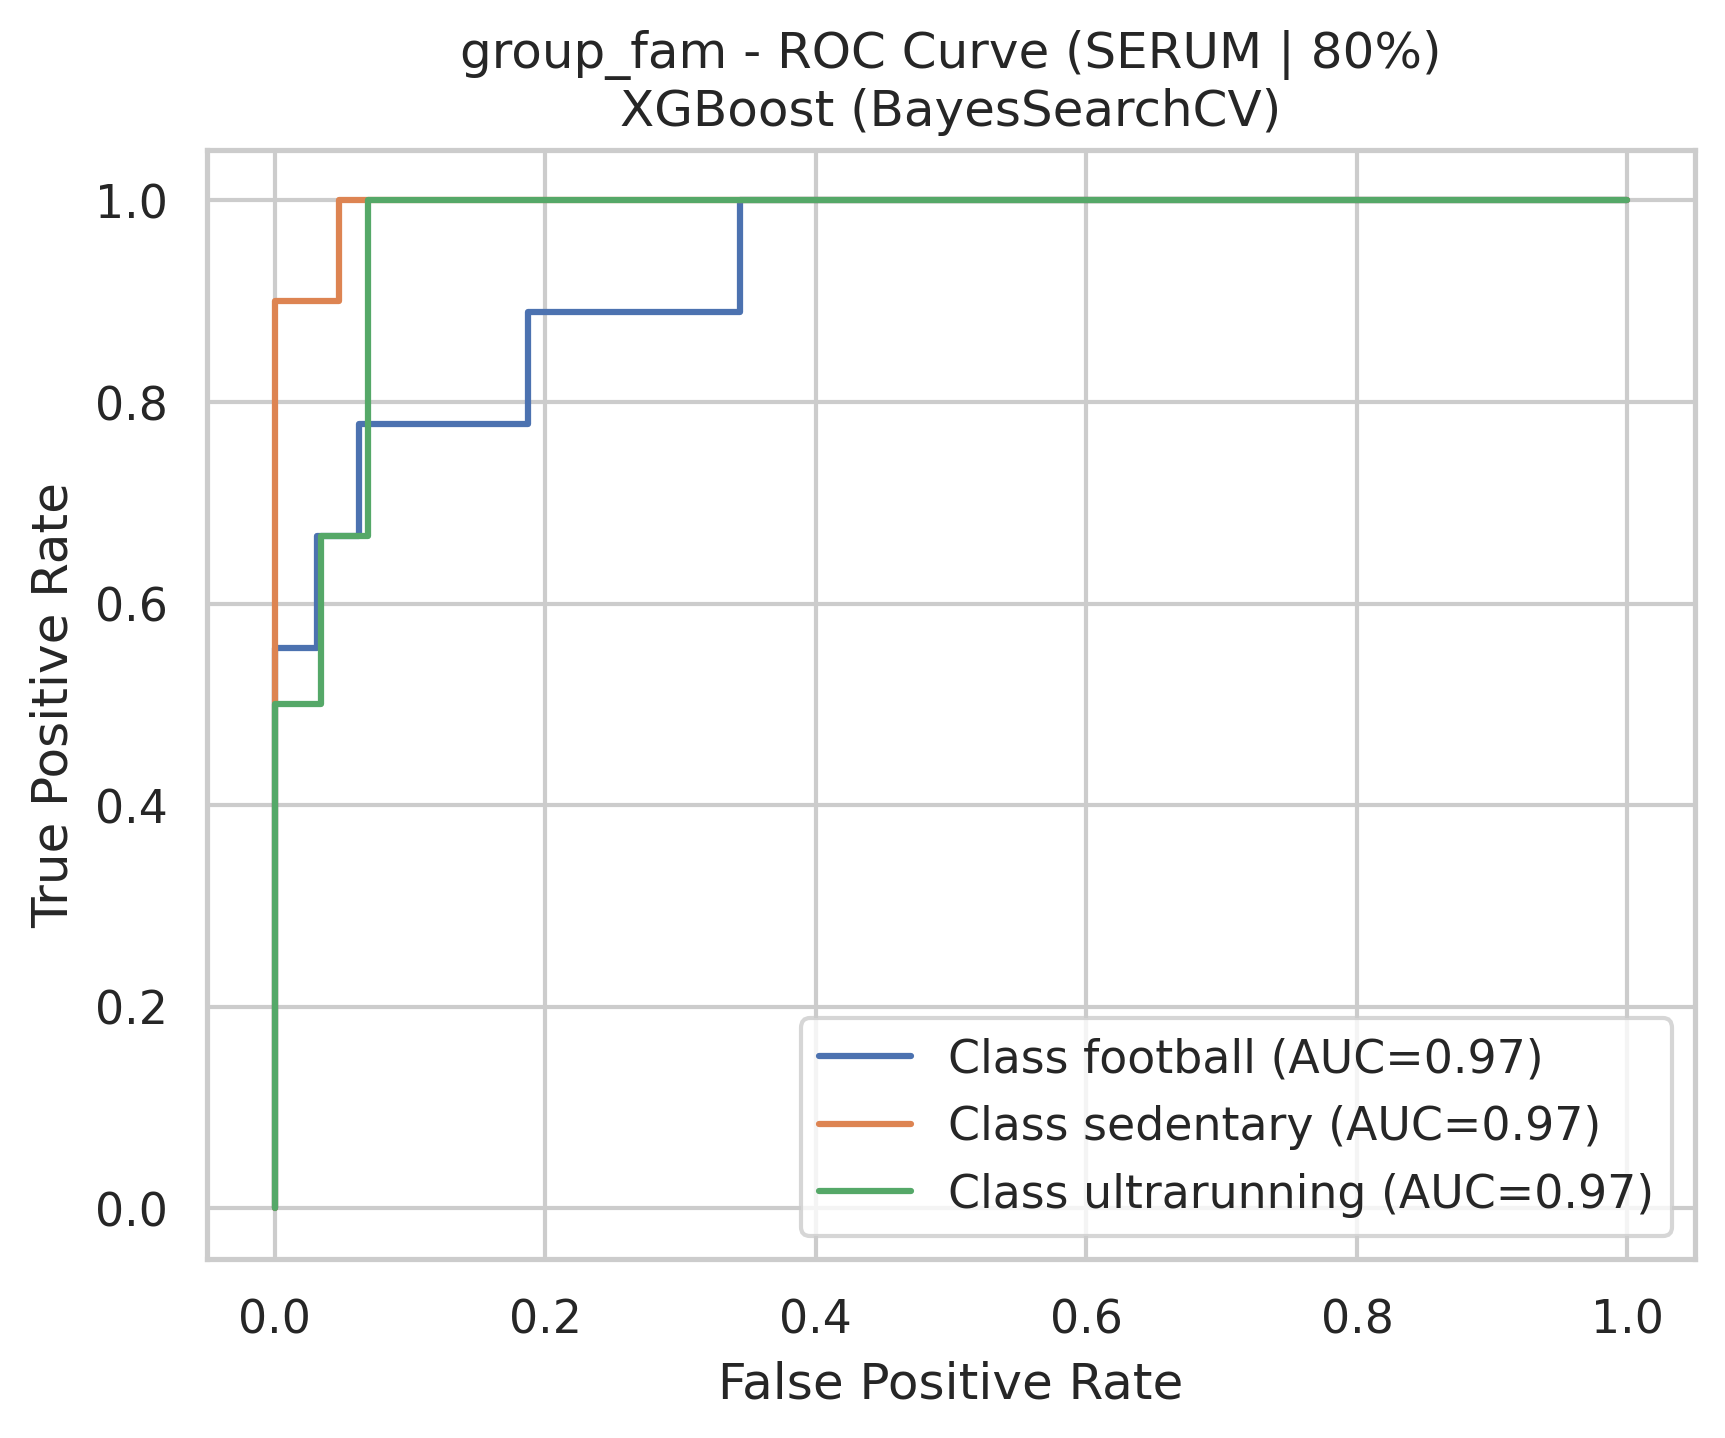 group_fam - ROC Curve (SERUM | 80%)
XGBoost (BayesSearchCV)
1.0
0.8
0.6
0.4
0.2
0.0
True Positive Rate
Class football (AUC=0.97)
Class sedentary (AUC=0.97)
Class ultrarunning (AUC=0.97)
0.0 0.2 0.4 0.6 0.8 1.0
False Positive Rate